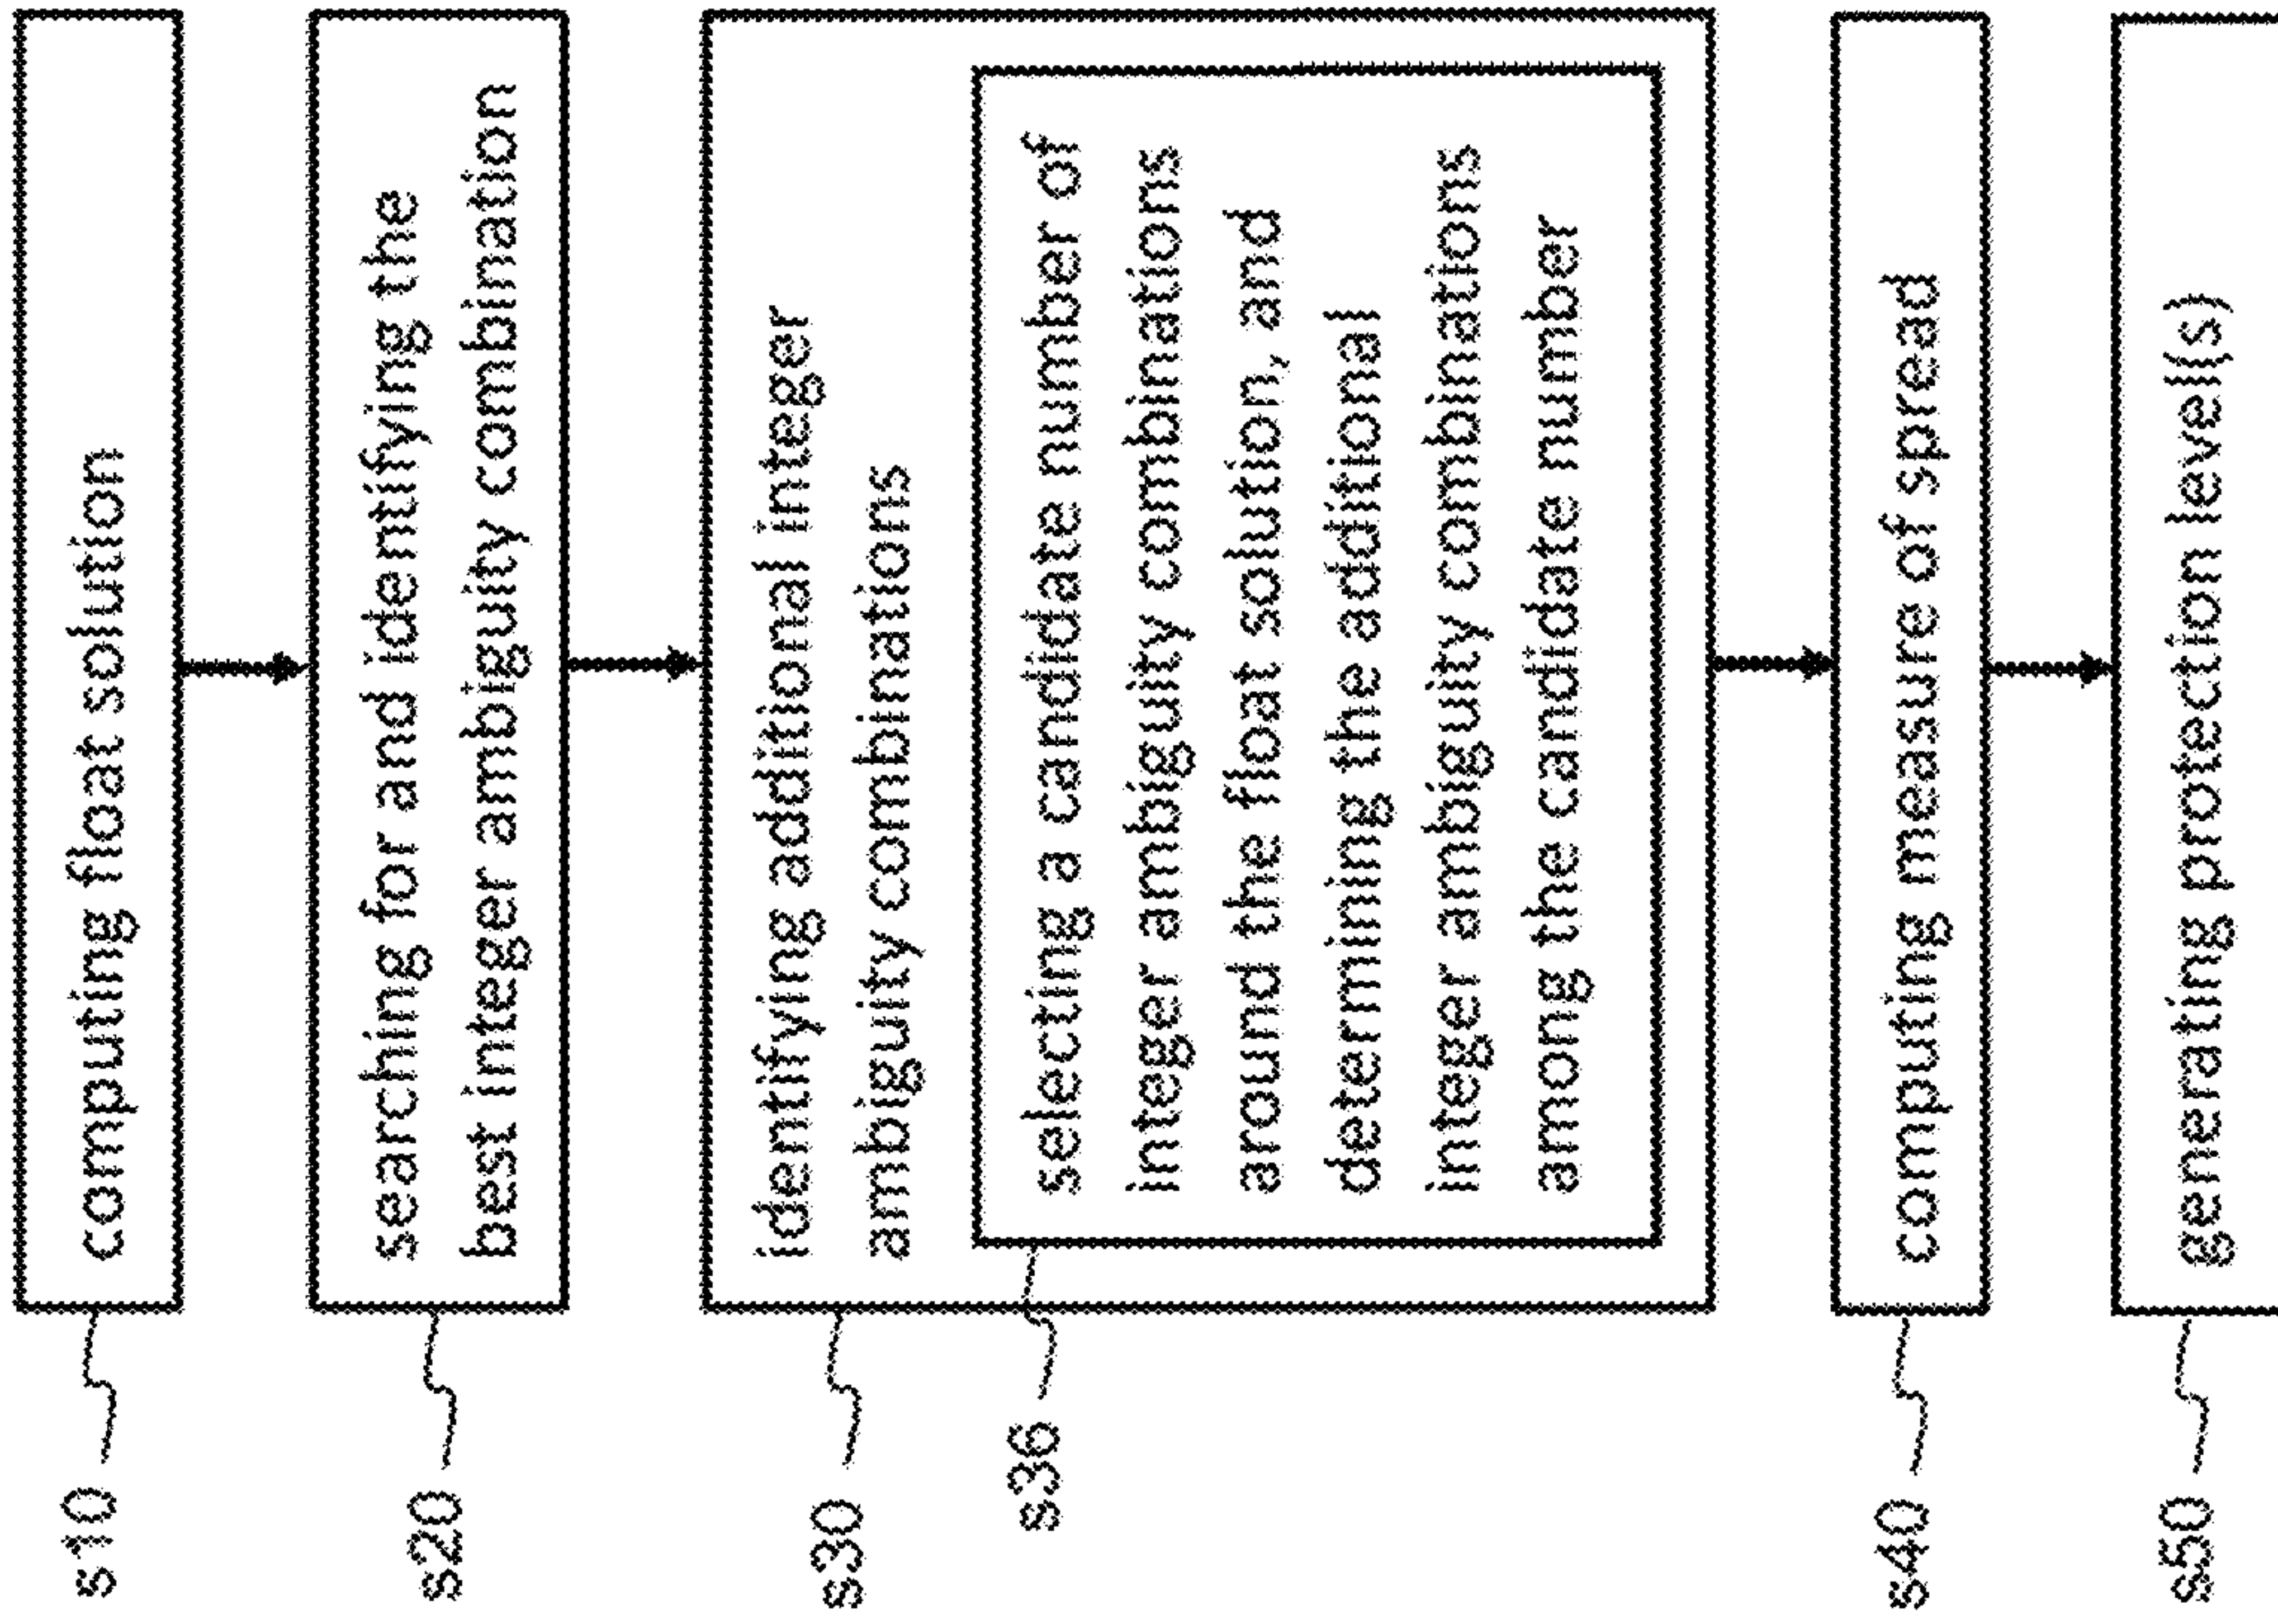 s10
computing float solution
s20
searching for and identifying the
best integer ambiguity combination
s30
identifying additional integer
ambiguity combinations
s36
selecting a candidate number of
integer ambiguity combinations
around the float solution, and
determining the additional
integer ambiguity combinations
among the candidate number
s40
computing measure of spread
s50
generating protection level(s)